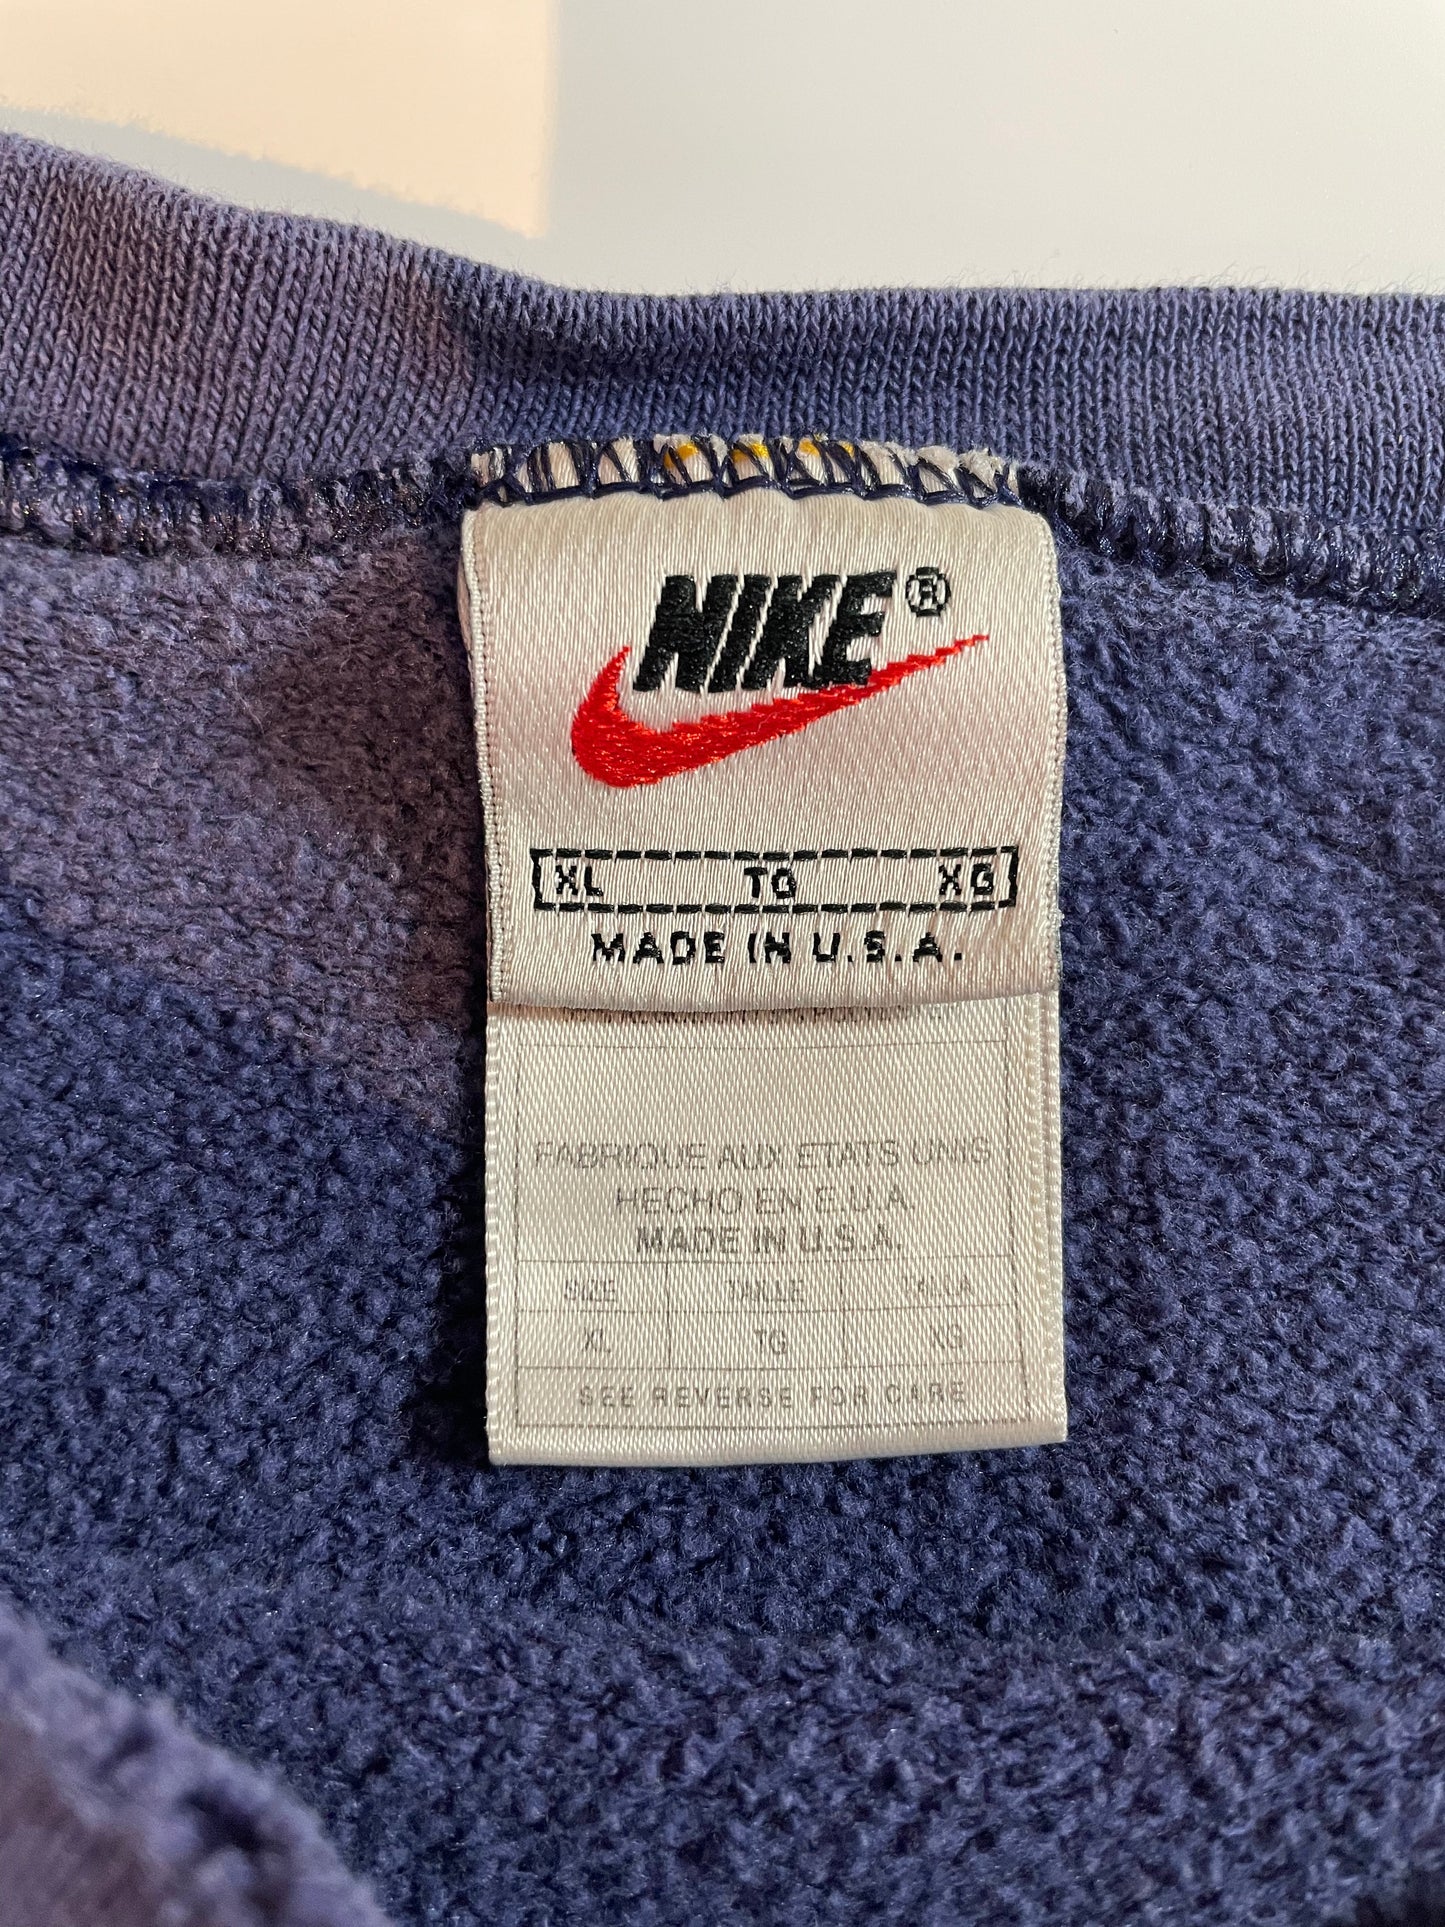 NIKE®
XL TG XG
MADE IN U.S.A.
FABRIQUE AUX ETATS UNIS
HECHO EN E.U.A.
MADE IN U.S.A.
SIZE TAILLE TALLA
XL TG XG
SEE REVERSE FOR CARE